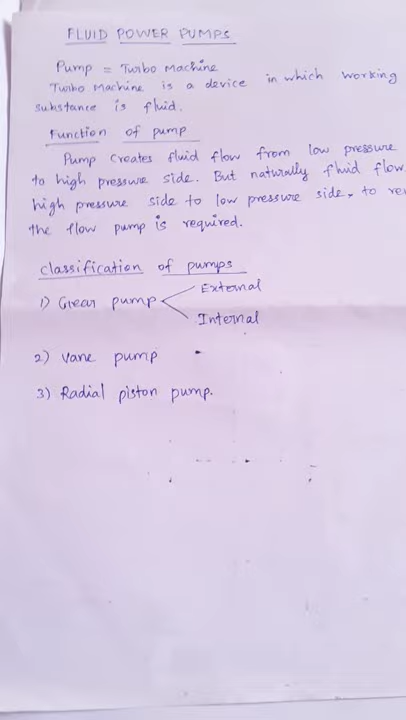 FLUID POWER PUMPS
Pump = Turbo Machine
Turbo Machine is a device in which working
substance is fluid.
Function of pump
Pump creates fluid flow from low pressure
to high pressure side. But naturally fluid flow
high pressure side to low pressure side, to
the flow pump is required.
classification of pumps
1) Gear pump External
Internal
2) Vane pump
3) Radial piston pump.